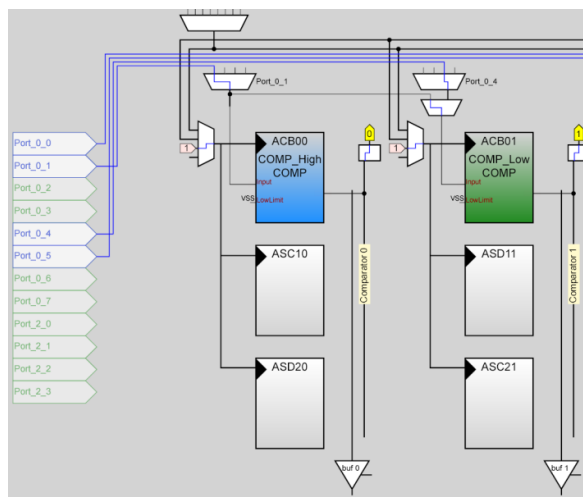 Port_0_1
Port_0_4
0
1
Port_0_0
Port_0_1
Port_0_2
Port_0_3
Port_0_4
Port_0_5
Port_0_6
Port_0_7
Port_2_0
Port_2_1
Port_2_2
Port_2_3
1
ACB00
COMP_High
COMP
Input
VSS
LowLimit
Comparator 0
ASC10
ASD20
buf 0
1
ACB01
COMP_Low
COMP
Input
VSS
LowLimit
Comparator 1
ASD11
ASC21
buf 1